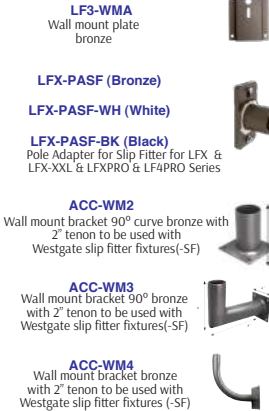 LF3-WMA
Wall mount plate
bronze
LFX-PASF (Bronze)
LFX-PASF-WH (White)
LFX-PASF-BK (Black)
Pole Adapter for Slip Fitter for LFX &
LFX-XXL & LFXPRO & LF4PRO Series
ACC-WM2
Wall mount bracket 90º curve bronze with
2” tenon to be used with
Westgate slip fitter fixtures(-SF)
ACC-WM3
Wall mount bracket 90º bronze
with 2” tenon to be used with
Westgate slip fitter fixtures(-SF)
ACC-WM4
Wall mount bracket bronze
with 2” tenon to be used with
Westgate slip fitter fixtures (-SF)